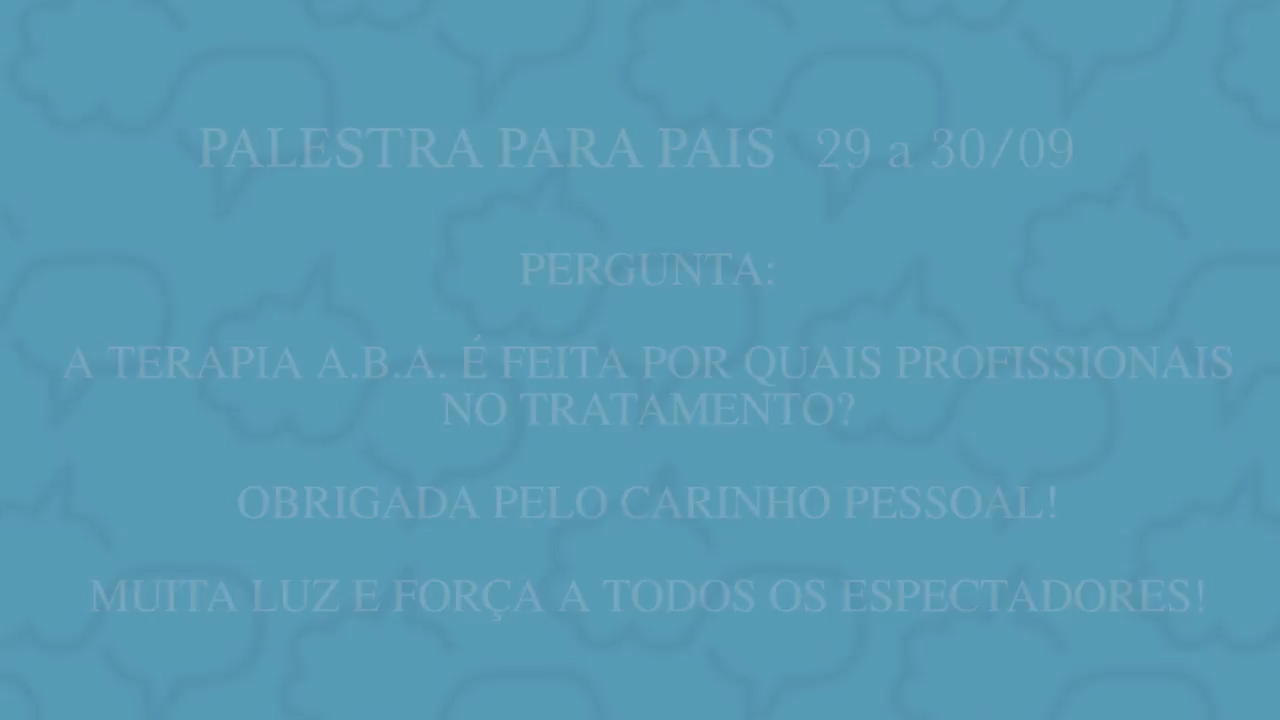 PALESTRA PARA PAIS 29 a 30/09
PERGUNTA:
A TERAPIA A.B.A. É FEITA POR QUAIS PROFISSIONAIS
NO TRATAMENTO?
OBRIGADA PELO CARINHO PESSOAL!
MUITA LUZ E FORÇA A TODOS OS ESPECTADORES!